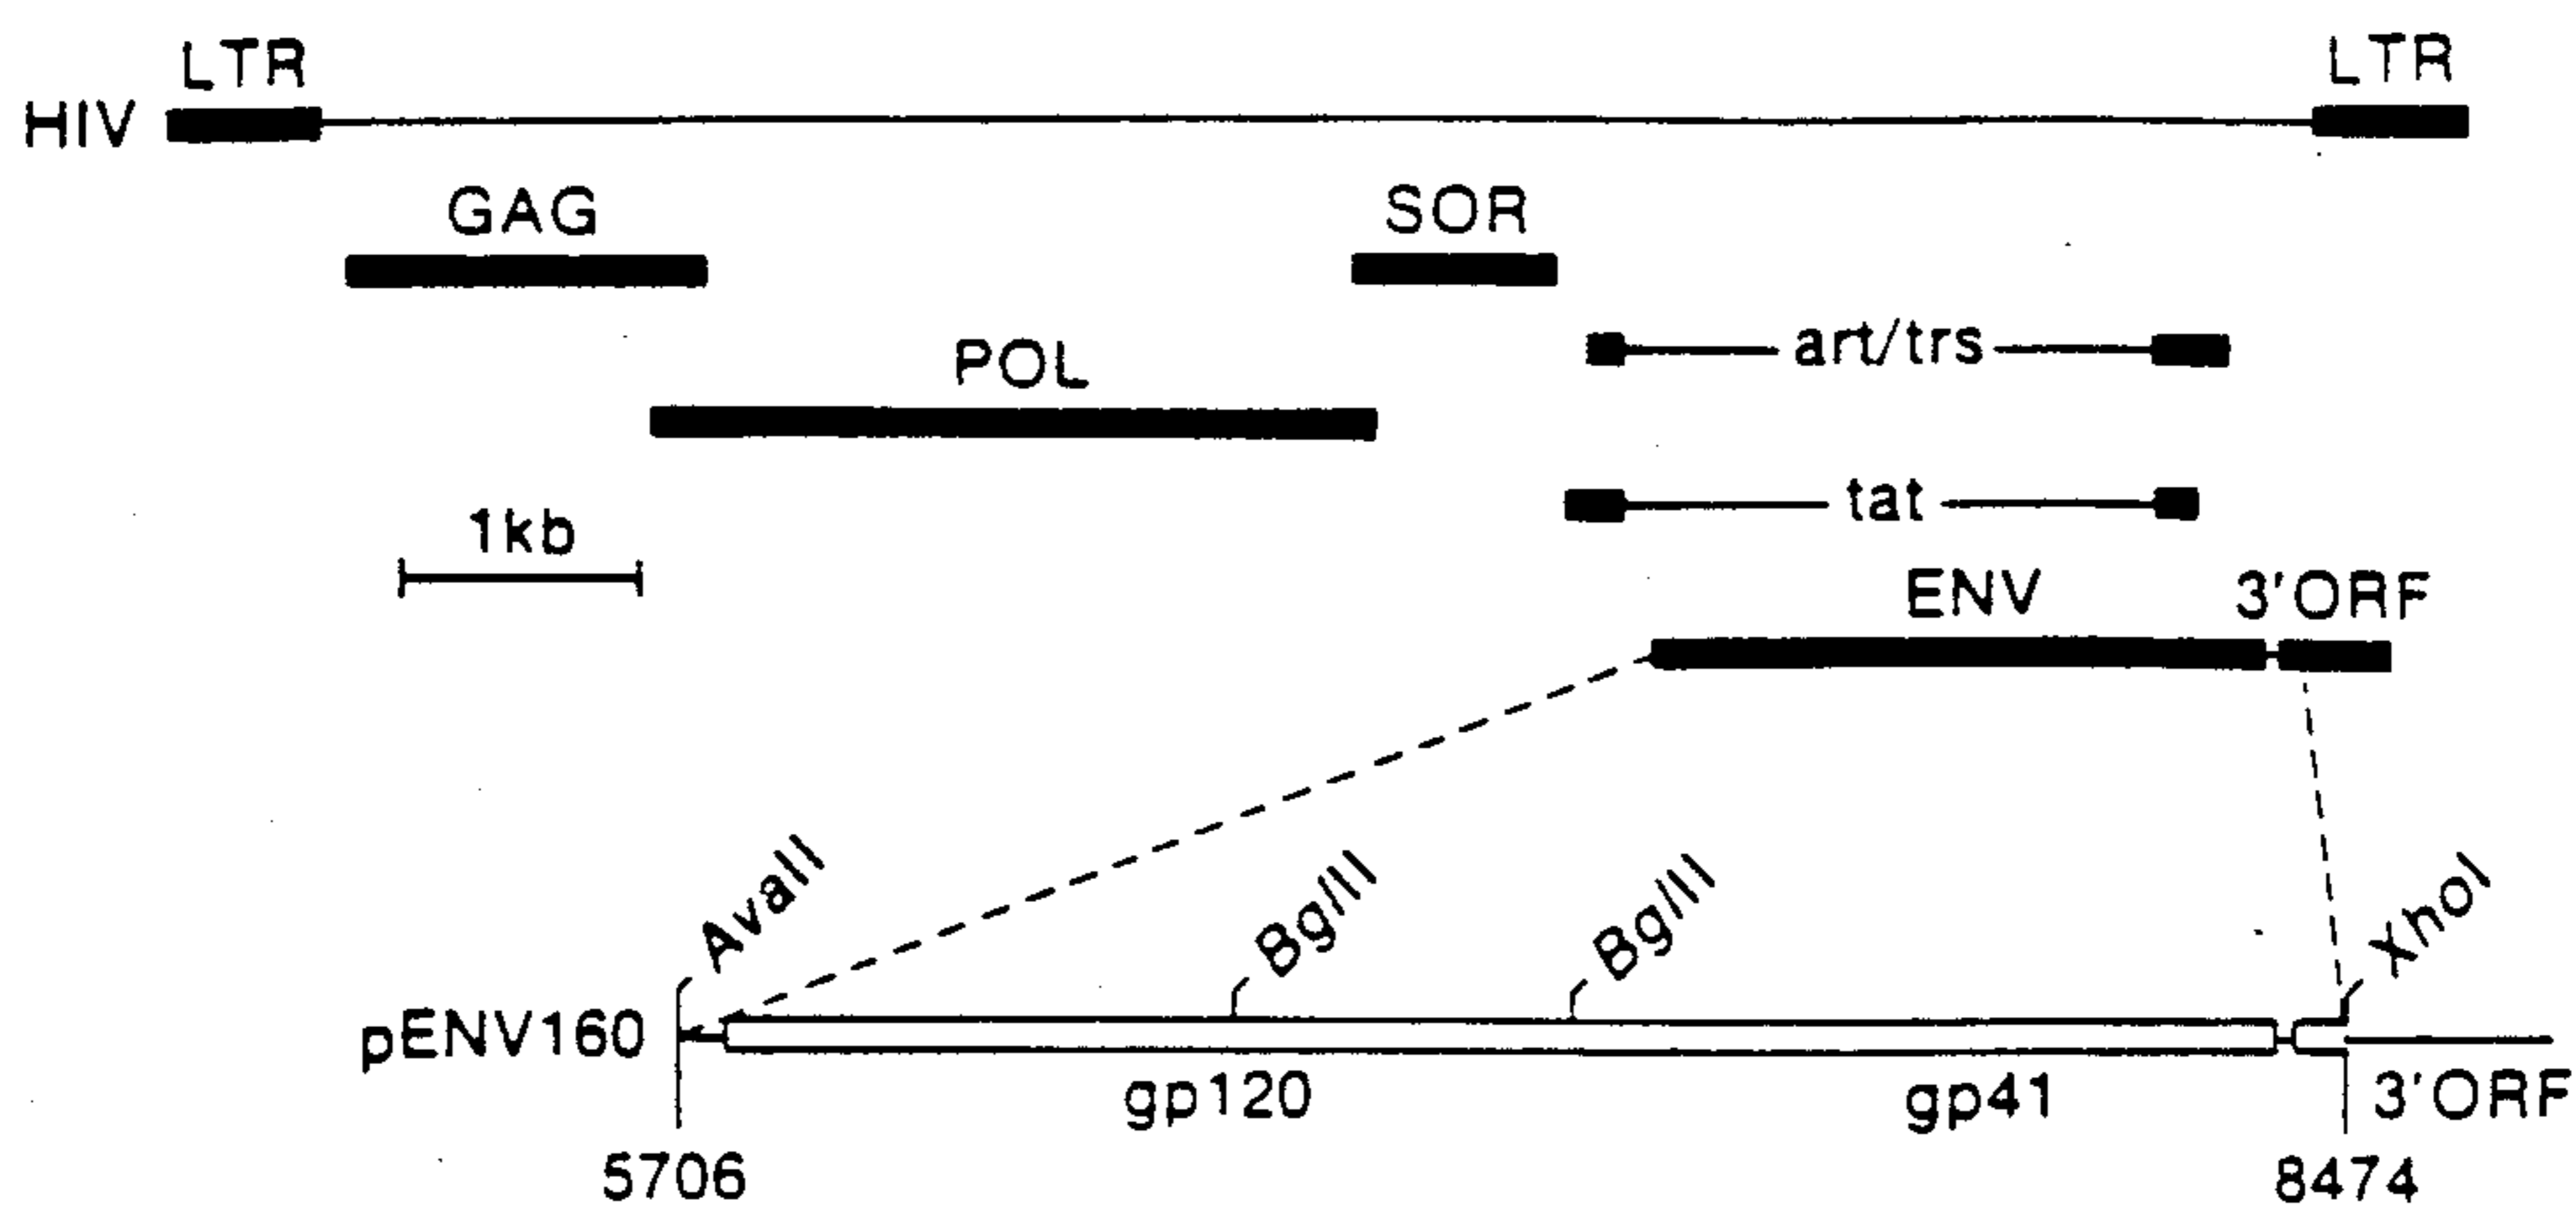 LTR LTR
HIV
GAG SOR
art/trs
POL
tat
1kb
ENV 3'ORF
AvaII BglII BglII XhoI
pENV160
gp120 gp41 3'ORF
5706 8474